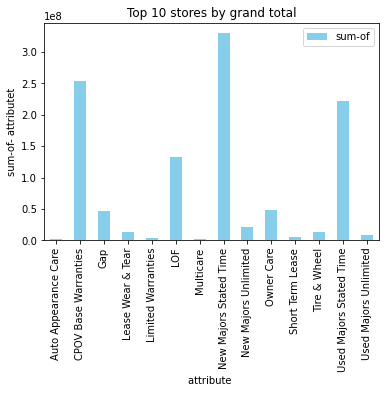 Top 10 stores by grand total
1e8
sum-of
3.0
2.5
2.0
1.5
1.0
0.5
0.0
sum-of- attributet
Auto Appearance Care
CPOV Base Warranties
Gap
Lease Wear & Tear
Limited Warranties
LOF
Multicare
New Majors Stated Time
New Majors Unlimited
Owner Care
Short Term Lease
Tire & Wheel
Used Majors Stated Time
Used Majors Unlimited
attribute